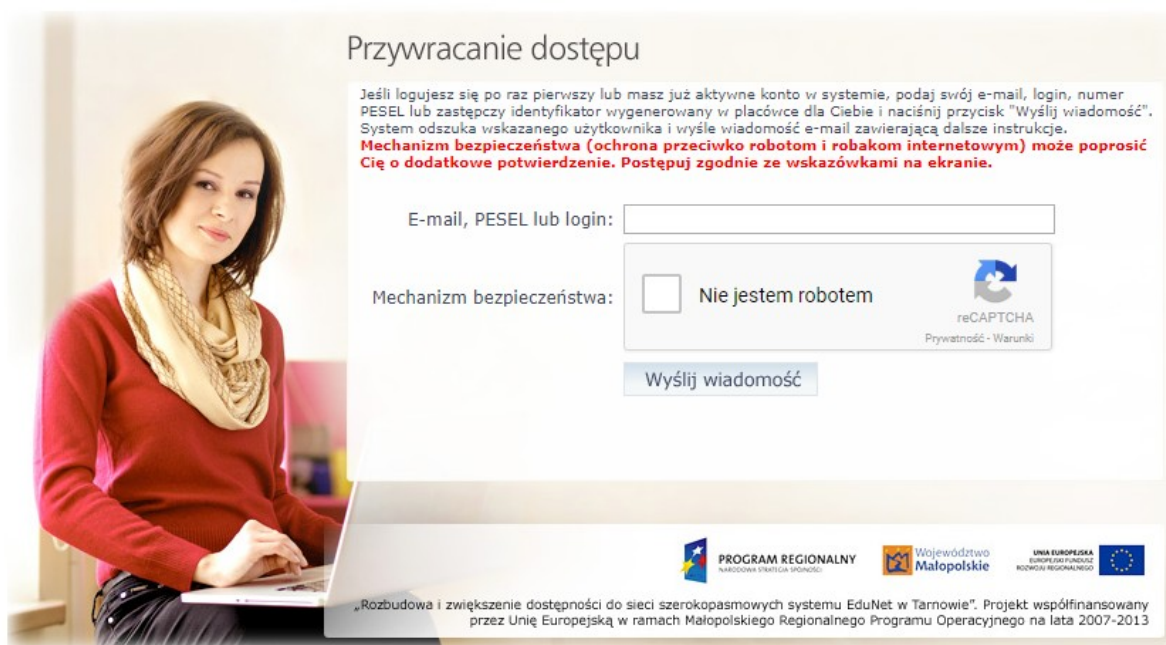 Przywracanie dostępu
Jeśli logujesz się po raz pierwszy lub masz już aktywne konto w systemie, podaj swój e-mail, login, numer
PESEL lub zastępczy identyfikator wygenerowany w placówce dla Ciebie i naciśnij przycisk "Wyślij wiadomość".
System odszuka wskazanego użytkownika i wyśle wiadomość e-mail zawierającą dalsze instrukcje.
Mechanizm bezpieczeństwa (ochrona przeciwko robotom i robakom internetowym) może poprosić
Cię o dodatkowe potwierdzenie. Postępuj zgodnie ze wskazówkami na ekranie.
E-mail, PESEL lub login:
Mechanizm bezpieczeństwa:
Nie jestem robotem
reCAPTCHA
Prywatność - Warunki
Wyślij wiadomość
PROGRAM REGIONALNY
NARODOWA STRATEGIA SPÓJNOŚCI
Województwo
Małopolskie
UNIA EUROPEJSKA
EUROPEJSKI FUNDUSZ
ROZWOJU REGIONALNEGO
„Rozbudowa i zwiększenie dostępności do sieci szerokopasmowych systemu EduNet w Tarnowie”. Projekt współfinansowany
przez Unię Europejską w ramach Małopolskiego Regionalnego Programu Operacyjnego na lata 2007-2013